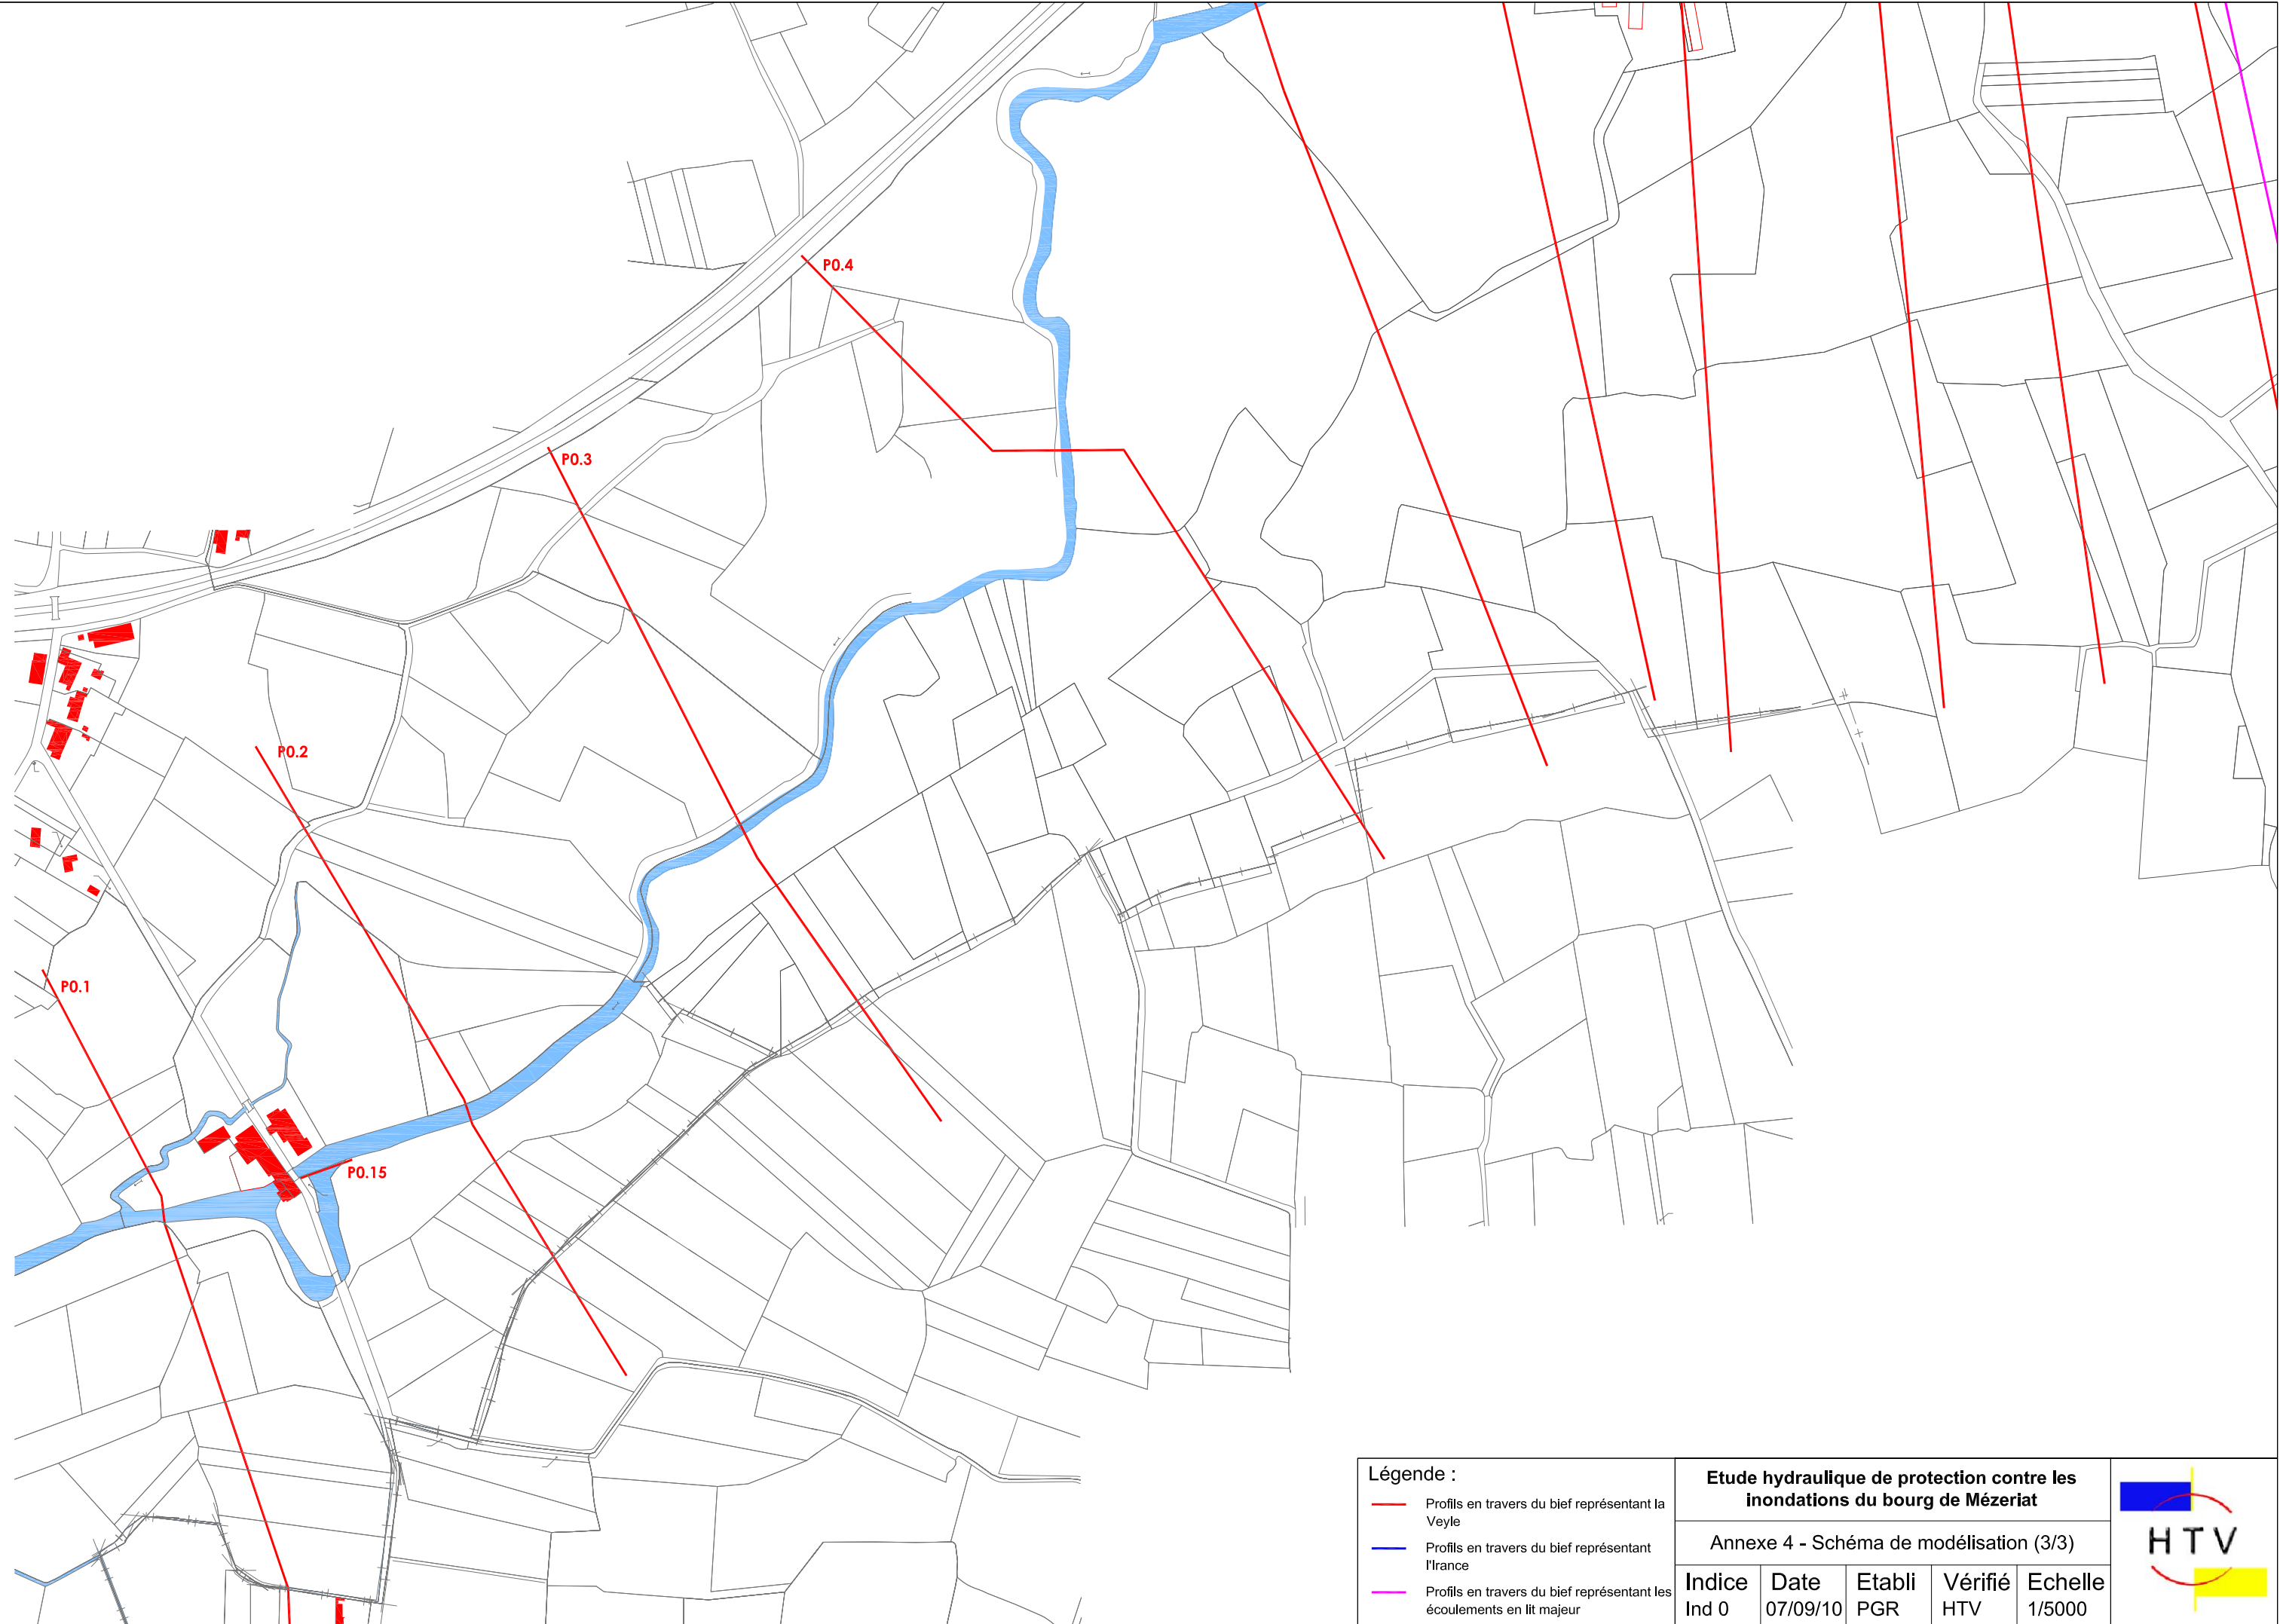 P0.4
P0.3
P0.2
P0.1
P0.15
Légende :
Profils en travers du bief représentant la
Veyle
Profils en travers du bief représentant
l'Irance
Profils en travers du bief représentant les
écoulements en lit majeur
Etude hydraulique de protection contre les
inondations du bourg de Mézeriat
Annexe 4 - Schéma de modélisation (3/3)
Indice Date Etabli Vérifié Echelle
Ind 0 07/09/10 PGR HTV 1/5000
HTV